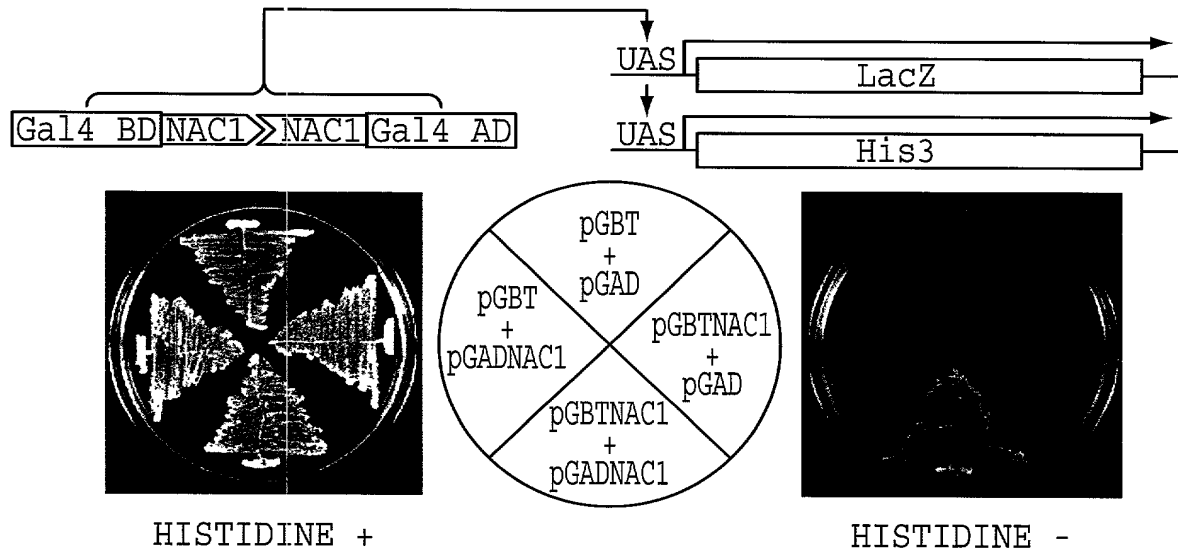 UAS
LacZ
Gal4 BD NAC1 NAC1 Gal4 AD
UAS
His3
pGBT
+
pGAD
pGBT
+
pGADNAC1
pGBTNAC1
+
pGAD
pGBTNAC1
+
pGADNAC1
HISTIDINE +
HISTIDINE -